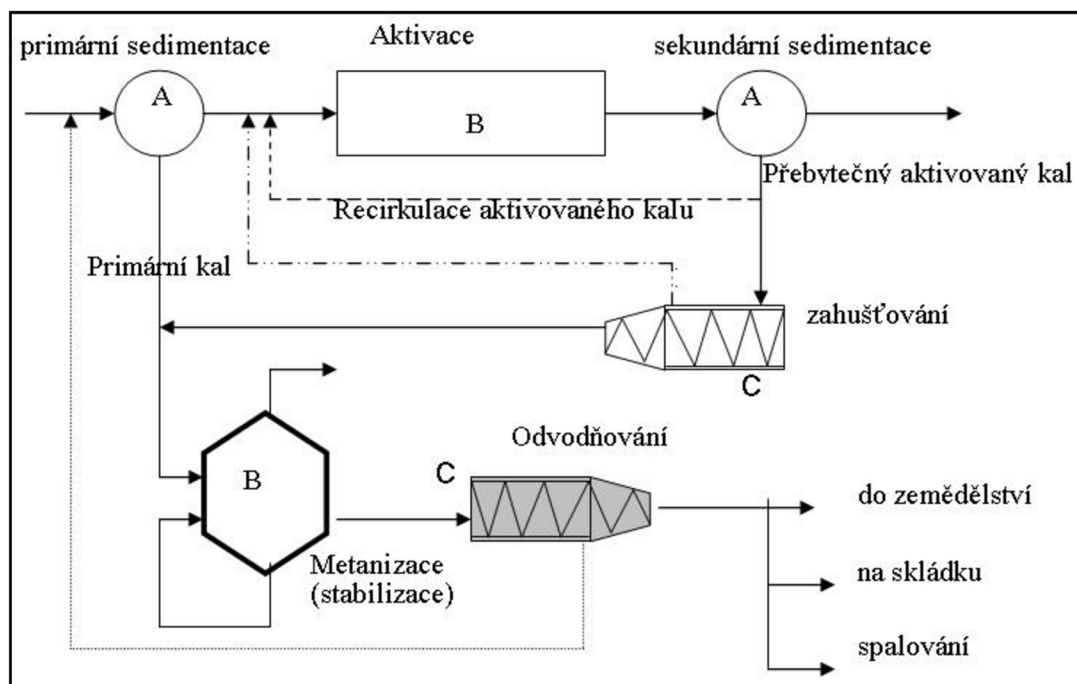 primární sedimentace
Aktivace
sekundární sedimentace
A
B
A
Přebytečný aktivovaný kal
Recirkulace aktivovaného kalu
Primární kal
zahušťování
C
Odvodňování
C
B
do zemědělství
Metanizace
(stabilizace)
na skládku
spalování